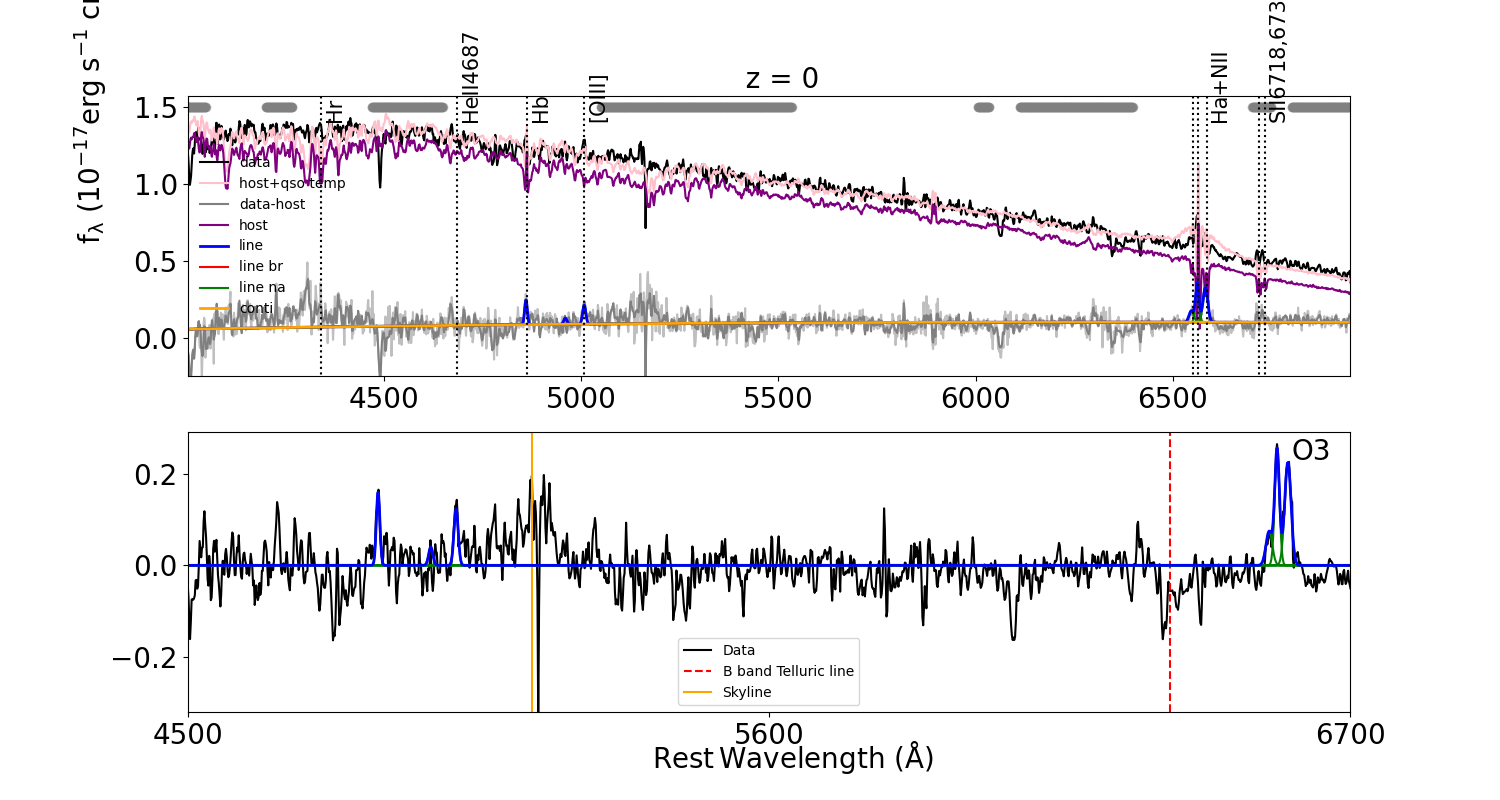 z = 0
f_λ (10^−17 erg s^−1 c
1.5
1.0
0.5
0.0
Hr
HeII4687
Hb
[OIII]
Ha+NII
SII6718,673
data
host+qso temp
data-host
host
line
line br
line na
conti
4500 5000 5500 6000 6500
0.2
0.0
−0.2
O3
Data
B band Telluric line
Skyline
4500 5600 6700
Rest Wavelength (Å)